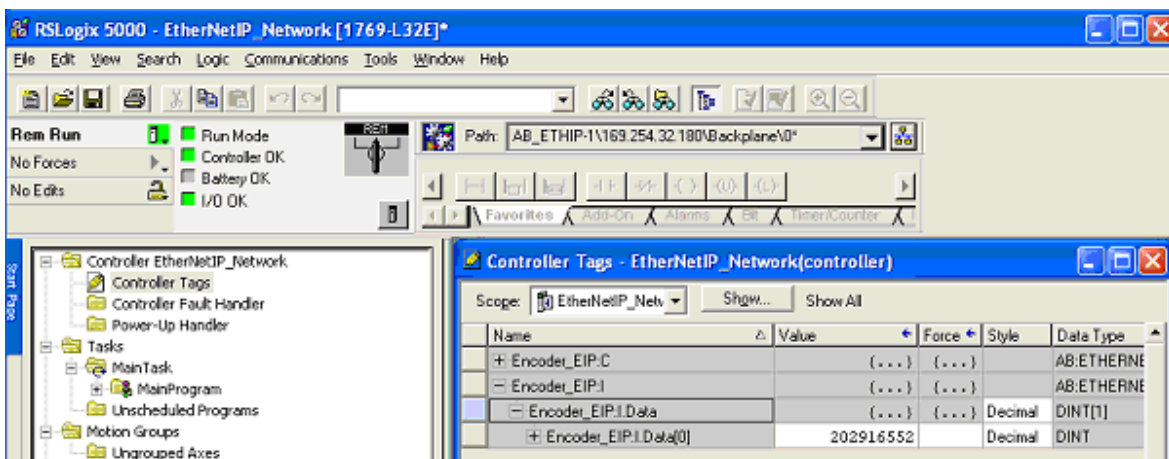 RSLogix 5000 - EtherNetIP_Network [1769-L32E]*
File Edit View Search Logic Communications Tools Window Help
Rem Run
Run Mode
REM
Path: AB_ETHIP-1\169.254.32.180\Backplane\0*
No Forces
Controller OK
Battery OK
No Edits
I/O OK
Favorites Add-On Alarms Bit Timer/Counter
Start Page
Controller EtherNetIP_Network
Controller Tags
Controller Fault Handler
Power-Up Handler
Tasks
MainTask
MainProgram
Unscheduled Programs
Motion Groups
Ungrouped Axes
Controller Tags - EtherNetIP_Network(controller)
Scope: EtherNetIP_Netw Show... Show All
Name Value Force Style Data Type
Encoder_EIP:C {...} {...} AB:ETHERNE
Encoder_EIP:I {...} {...} AB:ETHERNE
Encoder_EIP:I.Data {...} {...} Decimal DINT[1]
Encoder_EIP:I.Data[0] 202916552 Decimal DINT